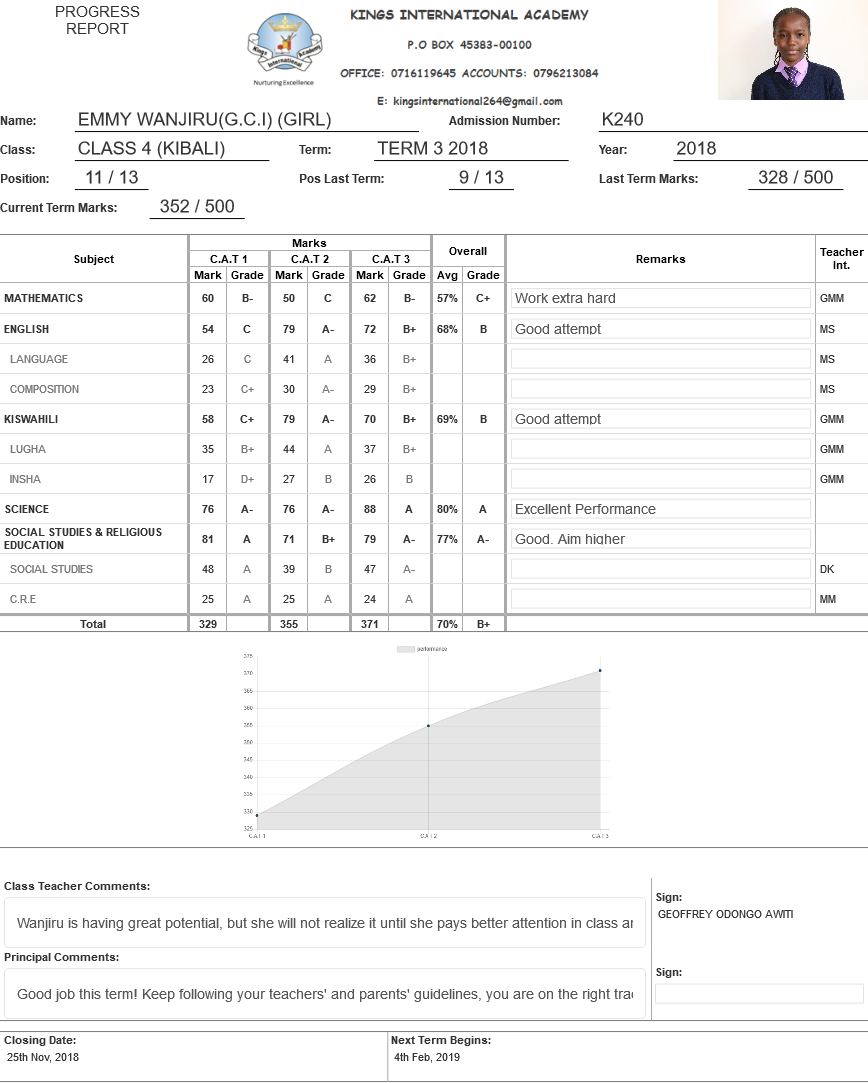 PROGRESS
REPORT
KINGS INTERNATIONAL ACADEMY
P.O BOX 45383-00100
OFFICE: 0716119645 ACCOUNTS: 0796213084
E: kingsinternational264@gmail.com
Kings Academy
International
Nurturing Excellence
Name: EMMY WANJIRU(G.C.I) (GIRL) Admission Number: K240
Class: CLASS 4 (KIBALI) Term: TERM 3 2018 Year: 2018
Position: 11 / 13 Pos Last Term: 9 / 13 Last Term Marks: 328 / 500
Current Term Marks: 352 / 500
Subject Marks Overall Remarks Teacher Int.
C.A.T 1 C.A.T 2 C.A.T 3
Mark Grade Mark Grade Mark Grade Avg Grade
MATHEMATICS 60 B- 50 C 62 B- 57% C+ Work extra hard GMM
ENGLISH 54 C 79 A- 72 B+ 68% B Good attempt MS
LANGUAGE 26 C 41 A 36 B+ MS
COMPOSITION 23 C+ 30 A- 29 B+ MS
KISWAHILI 58 C+ 79 A- 70 B+ 69% B Good attempt GMM
LUGHA 35 B+ 44 A 37 B+ GMM
INSHA 17 D+ 27 B 26 B GMM
SCIENCE 76 A- 76 A- 88 A 80% A Excellent Performance
SOCIAL STUDIES & RELIGIOUS
EDUCATION 81 A 71 B+ 79 A- 77% A- Good. Aim higher
SOCIAL STUDIES 48 A 39 B 47 A- DK
C.R.E 25 A 25 A 24 A MM
Total 329 355 371 70% B+
performance
375
370
365
360
355
350
345
340
335
330
325
C.A.T 1 C.A.T 2 C.A.T 3
Class Teacher Comments:
Wanjiru is having great potential, but she will not realize it until she pays better attention in class an
Sign:
GEOFFREY ODONGO AWITI
Principal Comments:
Good job this term! Keep following your teachers' and parents' guidelines, you are on the right trac
Sign:
Closing Date: Next Term Begins:
25th Nov, 2018 4th Feb, 2019